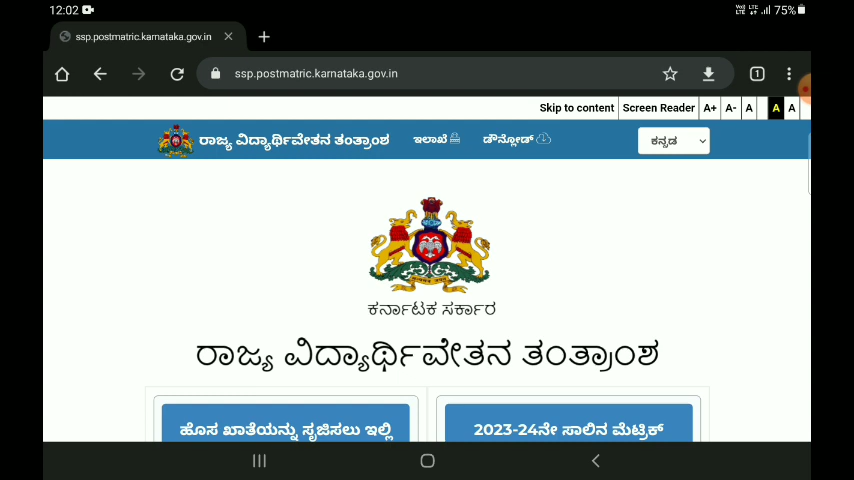 12:02
75%
ssp.postmatric.karnataka.gov.in
ssp.postmatric.karnataka.gov.in
1
Skip to content Screen Reader A+ A- A A A
ರಾಜ್ಯ ವಿದ್ಯಾರ್ಥಿವೇತನ ತಂತ್ರಾಂಶ ಇಲಾಖೆ ಡೌನ್ಲೋಡ್ ಕನ್ನಡ
ಕರ್ನಾಟಕ ಸರ್ಕಾರ
ರಾಜ್ಯ ವಿದ್ಯಾರ್ಥಿವೇತನ ತಂತ್ರಾಂಶ
ಹೊಸ ಖಾತೆಯನ್ನು ಸೃಜಿಸಲು ಇಲ್ಲಿ
2023-24ನೇ ಸಾಲಿನ ಮೆಟ್ರಿಕ್